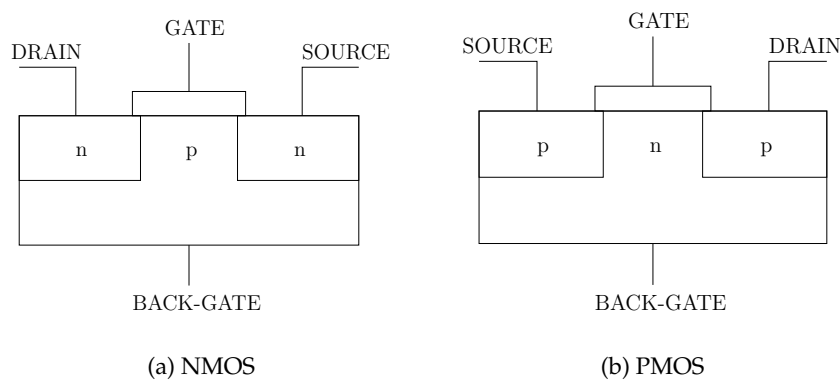 GATE
DRAIN
SOURCE
n
p
n
BACK-GATE
(a) NMOS
GATE
SOURCE
DRAIN
p
n
p
BACK-GATE
(b) PMOS